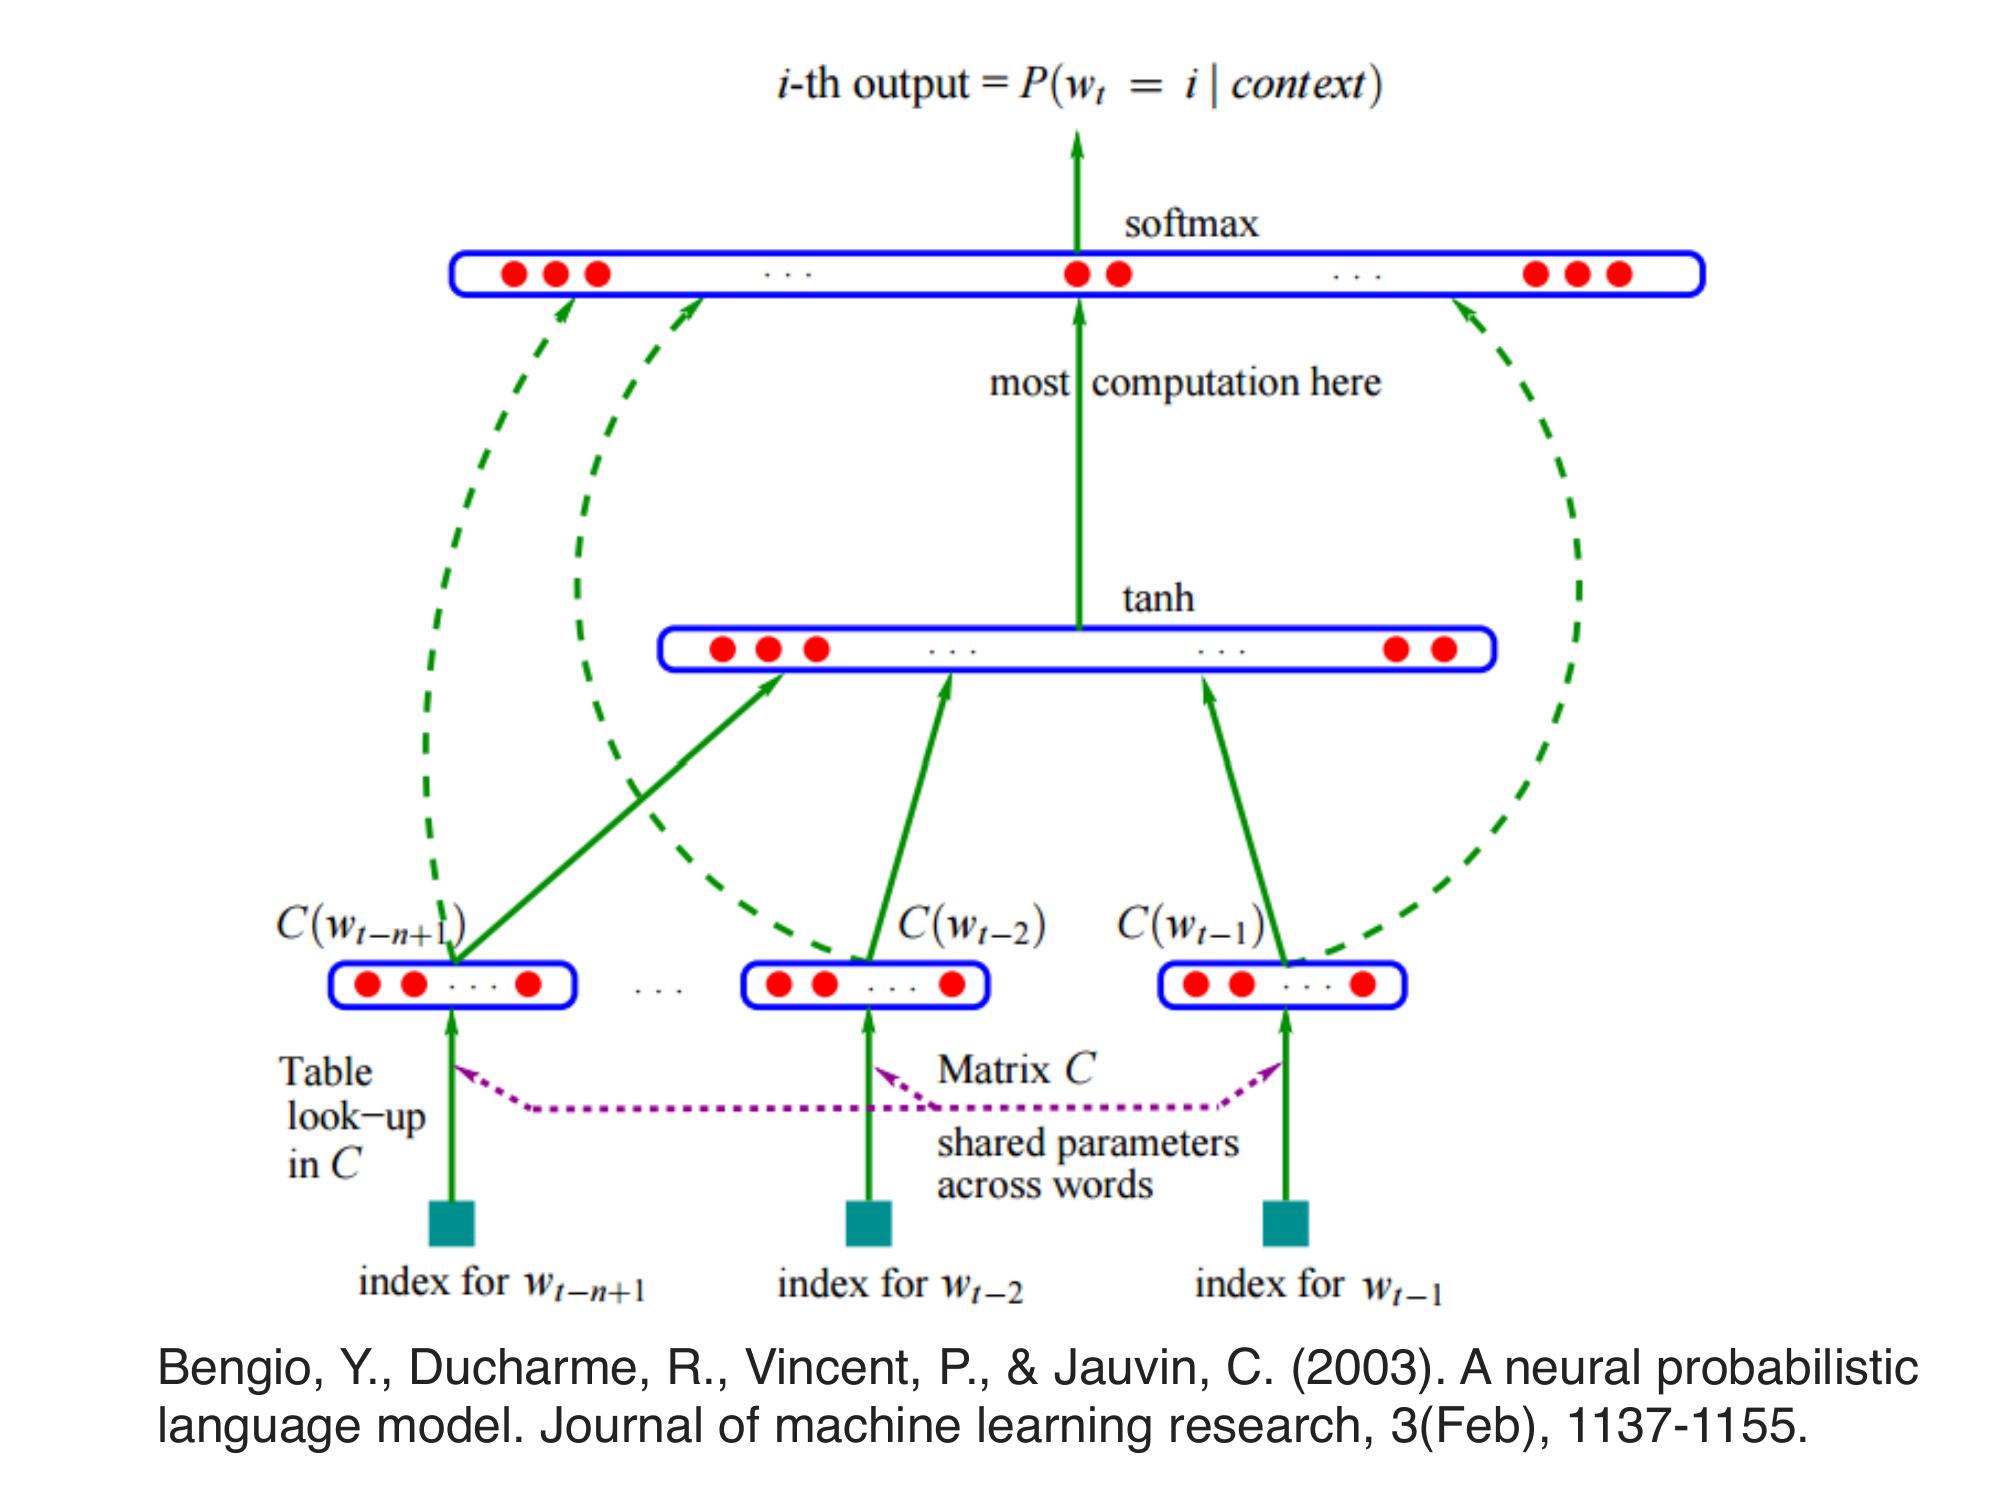 i-th output = P(w_t = i | context)
softmax
. . .
. . .
most computation here
tanh
. . .
. . .
C(w_{t−n+1})
C(w_{t−2})
C(w_{t−1})
. . .
. . .
. . .
. . .
Table
look−up
in C
Matrix C
shared parameters
across words
index for w_{t−n+1}
index for w_{t−2}
index for w_{t−1}
Bengio, Y., Ducharme, R., Vincent, P., & Jauvin, C. (2003). A neural probabilistic
language model. Journal of machine learning research, 3(Feb), 1137-1155.